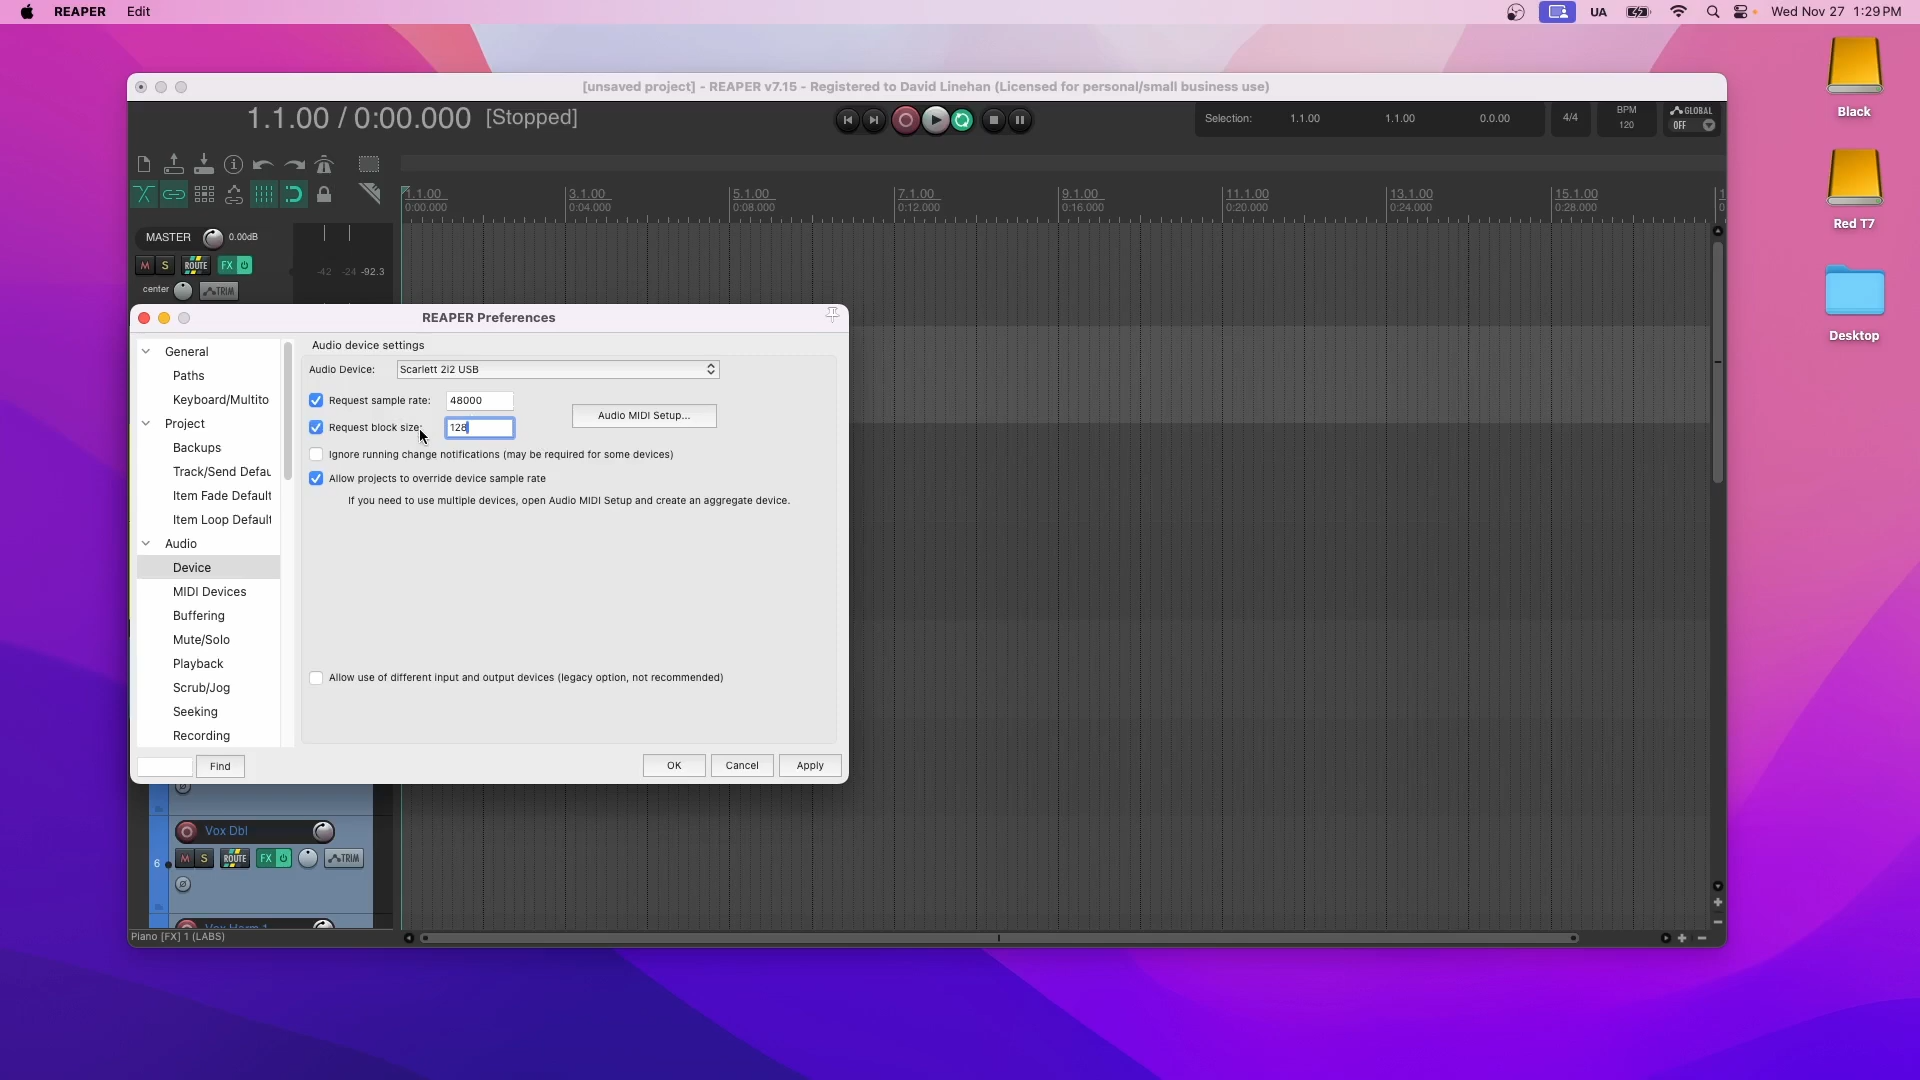 REAPER Edit UA Wed Nov 27 1:29 PM
[unsaved project] - REAPER v7.15 - Registered to David Linehan (Licensed for personal/small business use)
1.1.00 / 0:00.000 [Stopped]
Selection: 1.1.00 1.1.00 0.0.00 4/4 BPM 120 GLOBAL OFF
1.1.00 3.1.00 5.1.00 7.1.00 9.1.00 11.1.00 13.1.00 15.1.00 1
0:00.000 0:04.000 0:08.000 0:12.000 0:16.000 0:20.000 0:24.000 0:28.000
MASTER 0.00dB
M S ROUTE FX -42 -24 -92.3
center TRIM
REAPER Preferences
General
Paths
Keyboard/Multito
Project
Backups
Track/Send Defau
Item Fade Default
Item Loop Default
Audio
Device
MIDI Devices
Buffering
Mute/Solo
Playback
Scrub/Jog
Seeking
Recording
Find
Audio device settings
Audio Device: Scarlett 2i2 USB
Request sample rate: 48000
Audio MIDI Setup...
Request block size: 128
Ignore running change notifications (may be required for some devices)
Allow projects to override device sample rate
If you need to use multiple devices, open Audio MIDI Setup and create an aggregate device.
Allow use of different input and output devices (legacy option, not recommended)
OK Cancel Apply
Vox Dbl
6 M S ROUTE FX TRIM
Vox Harm 1
Piano [FX] 1 (LABS)
Black
Red T7
Desktop